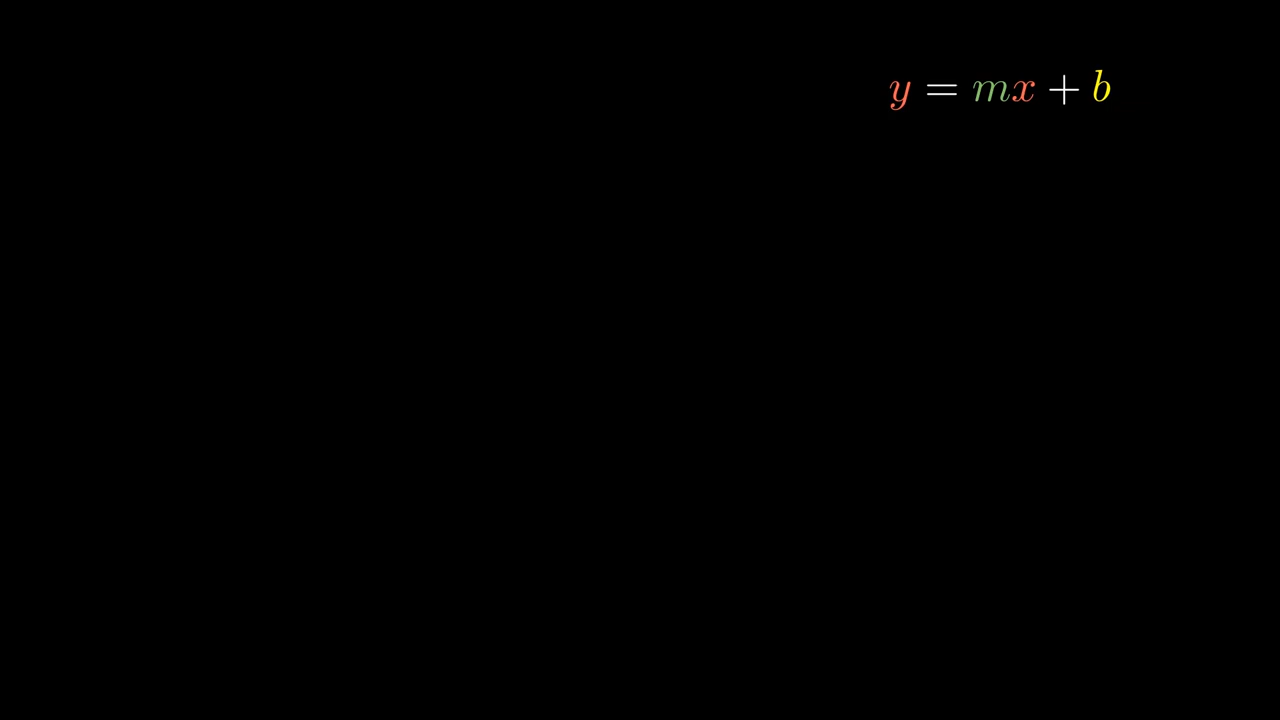 y = mx + b